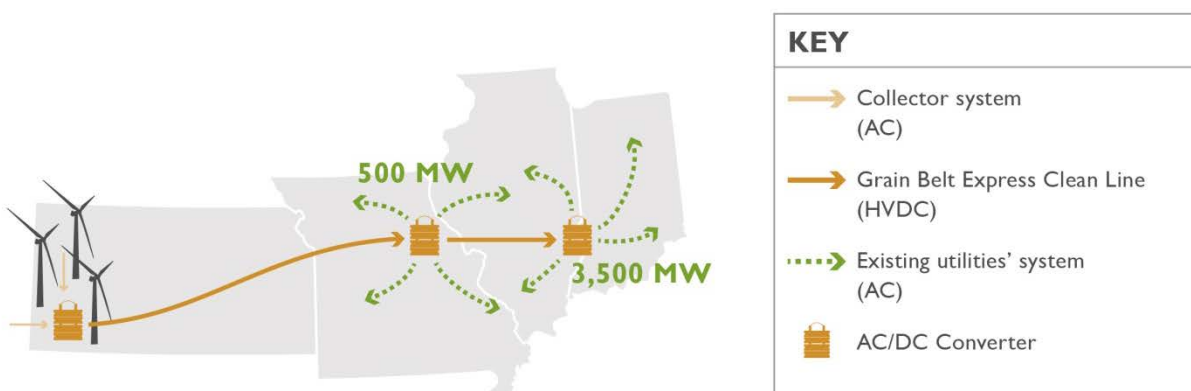 500 MW
3,500 MW
KEY
Collector system
(AC)
Grain Belt Express Clean Line
(HVDC)
Existing utilities' system
(AC)
AC/DC Converter